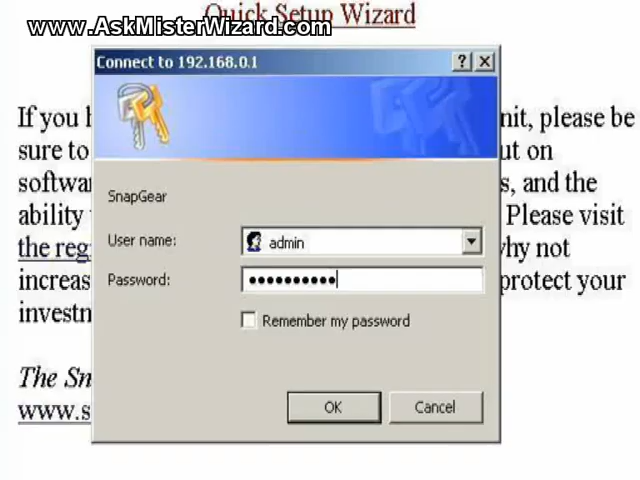 Quick Setup Wizard
www.AskMisterWizard.com
Connect to 192.168.0.1
If you nit, please be
sure to ut on
softwa s, and the
SnapGear
ability Please visit
User name: admin
the reg why not
Password: ••••••••••
increas protect your
investn
Remember my password
The Sn
www.s
OK Cancel